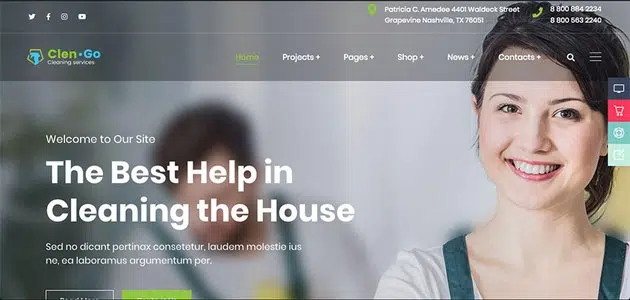 Patricia C. Amedee 4401 Waldeck Street
Grapevine Nashville, TX 76051
8 800 884 2234
8 800 563 2240
Clen Go
Cleaning services
Home
Projects +
Pages +
Shop +
News +
Contacts +
Welcome to Our Site
The Best Help in
Cleaning the House
Sed no dicant pertinax consetetur, laudem molestie ius
ne, ea laboramus argumentum per.